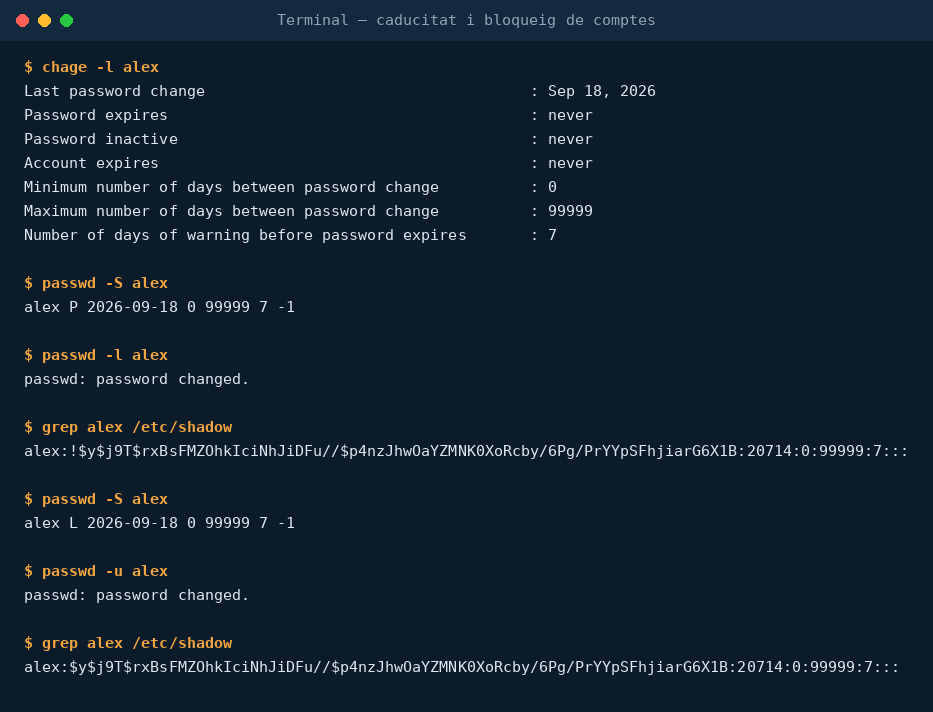 Terminal — caducitat i bloqueig de comptes
$ chage -l alex
Last password change                                    : Sep 18, 2026
Password expires                                        : never
Password inactive                                       : never
Account expires                                         : never
Minimum number of days between password change          : 0
Maximum number of days between password change          : 99999
Number of days of warning before password expires       : 7
$ passwd -S alex
alex P 2026-09-18 0 99999 7 -1
$ passwd -l alex
passwd: password changed.
$ grep alex /etc/shadow
alex:!$y$j9T$rxBsFMZOhkIciNhJiDFu//$p4nzJhwOaYZMNK0XoRcby/6Pg/PrYYpSFhjiarG6X1B:20714:0:99999:7:::
$ passwd -S alex
alex L 2026-09-18 0 99999 7 -1
$ passwd -u alex
passwd: password changed.
$ grep alex /etc/shadow
alex:$y$j9T$rxBsFMZOhkIciNhJiDFu//$p4nzJhwOaYZMNK0XoRcby/6Pg/PrYYpSFhjiarG6X1B:20714:0:99999:7:::